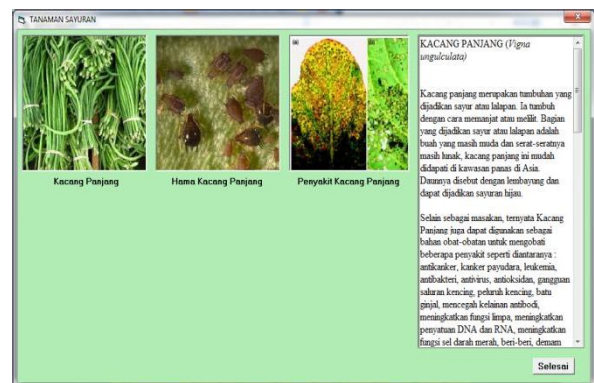 TANAMAN SAYURAN
(a)
Kacang Panjang
Hama Kacang Panjang
Penyakit Kacang Panjang
KACANG PANJANG (Vigna
ungulculata)
Kacang panjang merupakan tumbuhan yang
dijadikan sayur atau lalapan. Ia tumbuh
dengan cara memanjat atau melilit. Bagian
yang dijadikan sayur atau lalapan adalah
buah yang masih muda dan serat-seratnya
masih lunak, kacang panjang ini mudah
didapati di kawasan panas di Asia.
Daunnya disebut dengan lembayung dan
dapat dijadikan sayuran hijau.
Selain sebagai masakan, ternyata Kacang
Panjang juga dapat digunakan sebagai
bahan obat-obatan untuk mengobati
beberapa penyakit seperti diantaranya :
antikanker, kanker payudara, leukemia,
antibakteri, antivirus, antioksidan, gangguan
saluran kencing, peluruh kencing, batu
ginjal, mencegah kelainan antibodi,
meningkatkan fungsi limpa, meningkatkan
penyatuan DNA dan RNA, meningkatkan
fungsi sel darah merah, beri-beri, demam
Selesai